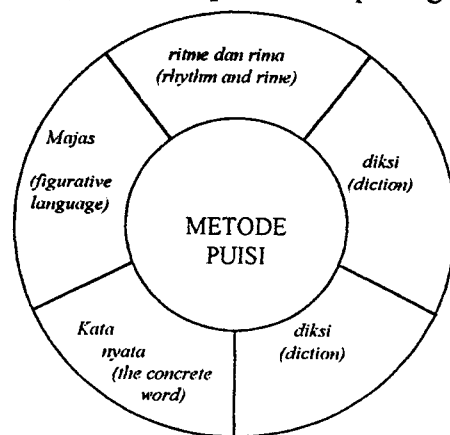 ritme dan rima
(rhythm and rime)
Majas
(figurative
language)
diksi
(diction)
METODE
PUISI
Kata
nyata
(the concrete
word)
diksi
(diction)